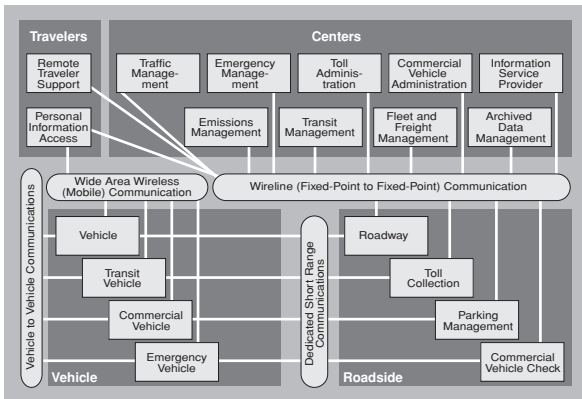 Travelers
Centers
Remote
Traveler
Support
Traffic
Manage-
ment
Emergency
Manage-
ment
Toll
Adminis-
tration
Commercial
Vehicle
Administration
Information
Service
Provider
Personal
Information
Access
Emissions
Management
Transit
Management
Fleet and
Freight
Management
Archived
Data
Management
Wide Area Wireless
(Mobile) Communication
Wireline (Fixed-Point to Fixed-Point) Communication
Vehicle to Vehicle Communications
Vehicle
Transit
Vehicle
Commercial
Vehicle
Emergency
Vehicle
Vehicle
Dedicated Short Range
Communications
Roadway
Toll
Collection
Parking
Management
Commercial
Vehicle Check
Roadside